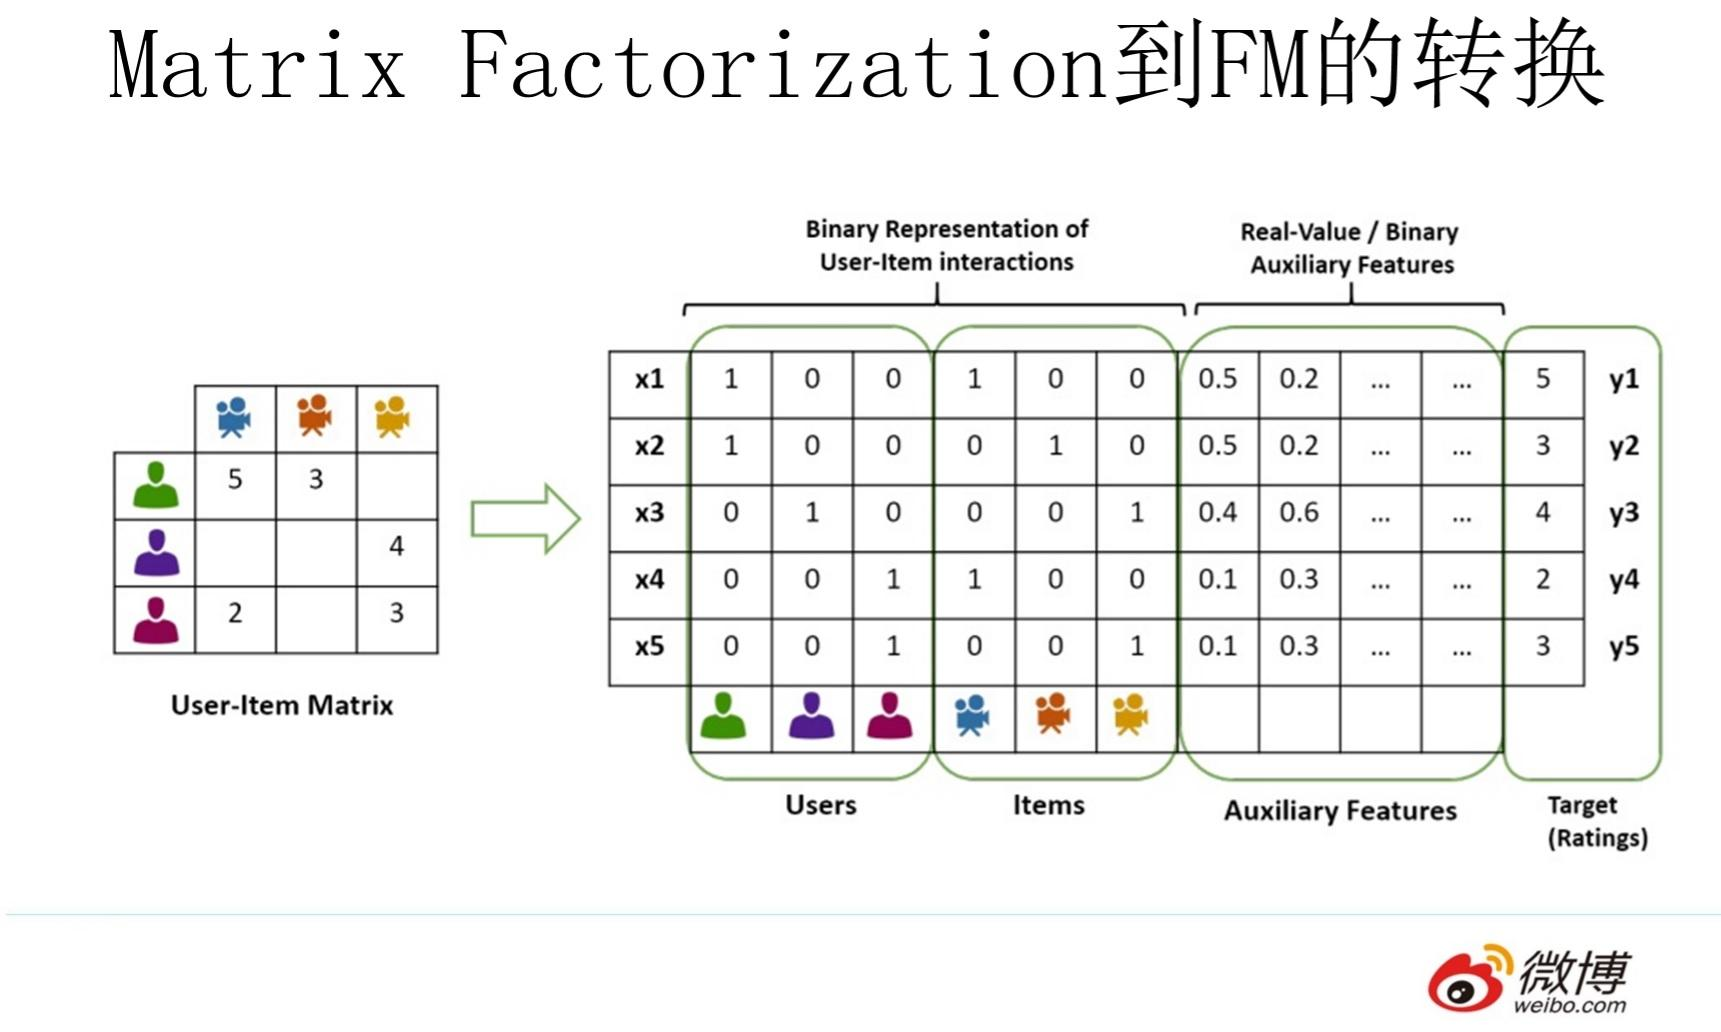 Matrix Factorization到FM的转换
Binary Representation of
User-Item interactions
Real-Value / Binary
Auxiliary Features
5 3
4
2 3
User-Item Matrix
x1 1 0 0 1 0 0 0.5 0.2 ... ... 5 y1
x2 1 0 0 0 1 0 0.5 0.2 ... ... 3 y2
x3 0 1 0 0 0 1 0.4 0.6 ... ... 4 y3
x4 0 0 1 1 0 0 0.1 0.3 ... ... 2 y4
x5 0 0 1 0 0 1 0.1 0.3 ... ... 3 y5
Users
Items
Auxiliary Features
Target
(Ratings)
微博
weibo.com